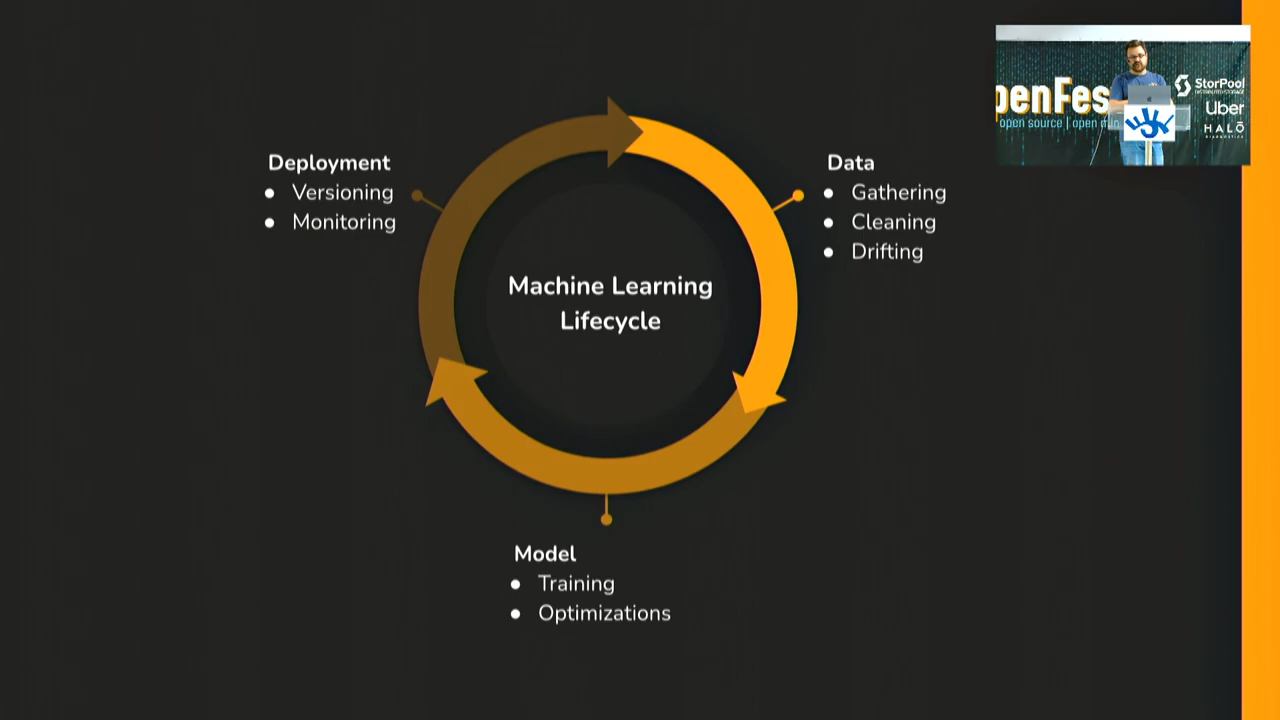 Deployment
Versioning
Monitoring
Data
Gathering
Cleaning
Drifting
Machine Learning
Lifecycle
Model
Training
Optimizations
penFes
open source | open
StorPool
Uber
HALO